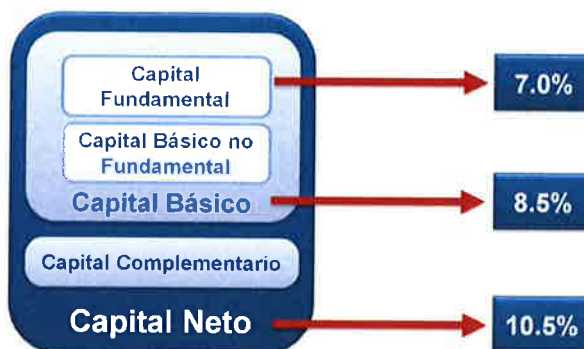 Capital
Fundamental
7.0%
Capital Básico no
Fundamental
Capital Básico
8.5%
Capital Complementario
Capital Neto
10.5%